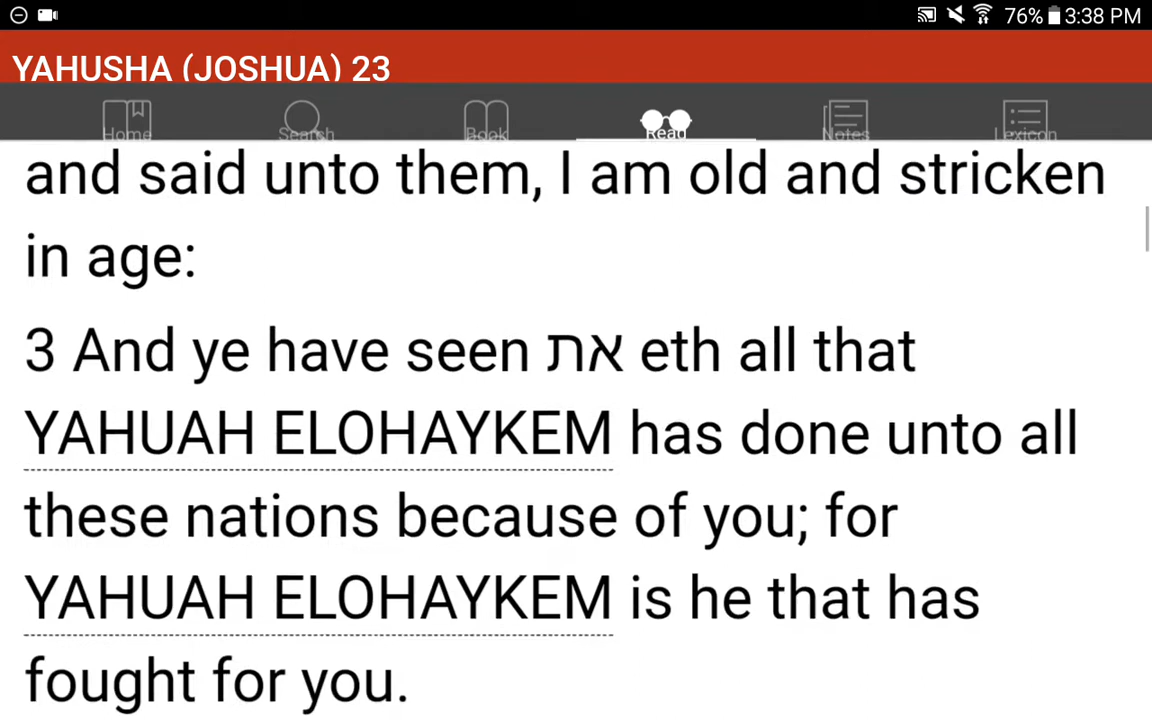 76% 3:38 PM
YAHUSHA (JOSHUA) 23
Home Search Book Read Notes Lexicon
and said unto them, I am old and stricken
in age:
3 And ye have seen את eth all that
YAHUAH ELOHAYKEM has done unto all
these nations because of you; for
YAHUAH ELOHAYKEM is he that has
fought for you.